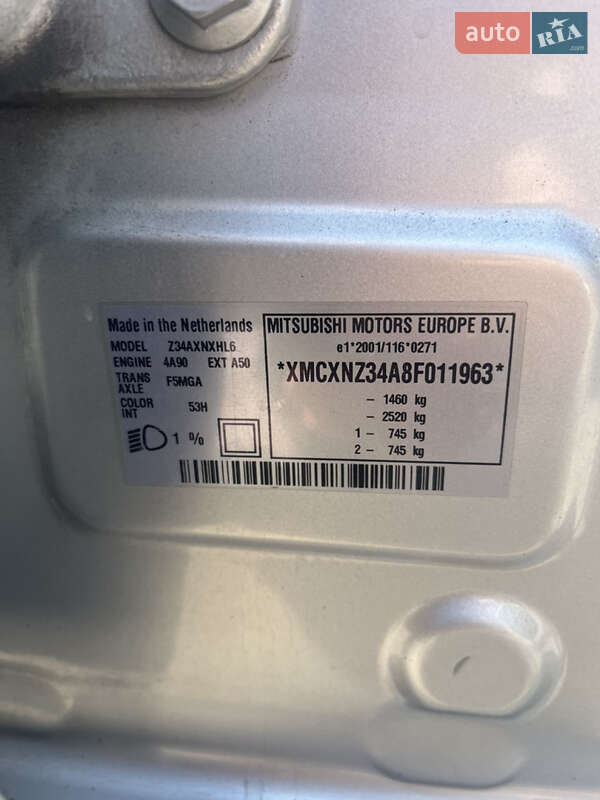 auto RIA.com
Made in the Netherlands
MODEL Z34AXNXHL6
ENGINE 4A90 EXT A50
TRANS AXLE F5MGA
COLOR INT 53H
1 %
MITSUBISHI MOTORS EUROPE B.V.
e1*2001/116*0271
*XMCXNZ34A8F011963*
– 1460 kg
– 2520 kg
1 – 745 kg
2 – 745 kg